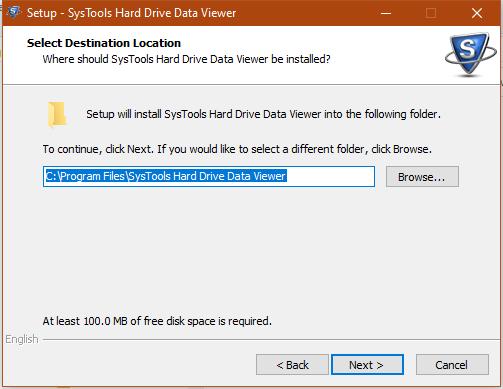 Setup - SysTools Hard Drive Data Viewer
Select Destination Location
Where should SysTools Hard Drive Data Viewer be installed?
S
Setup will install SysTools Hard Drive Data Viewer into the following folder.
To continue, click Next. If you would like to select a different folder, click Browse.
C:\Program Files\SysTools Hard Drive Data Viewer
Browse...
At least 100.0 MB of free disk space is required.
English
< Back
Next >
Cancel